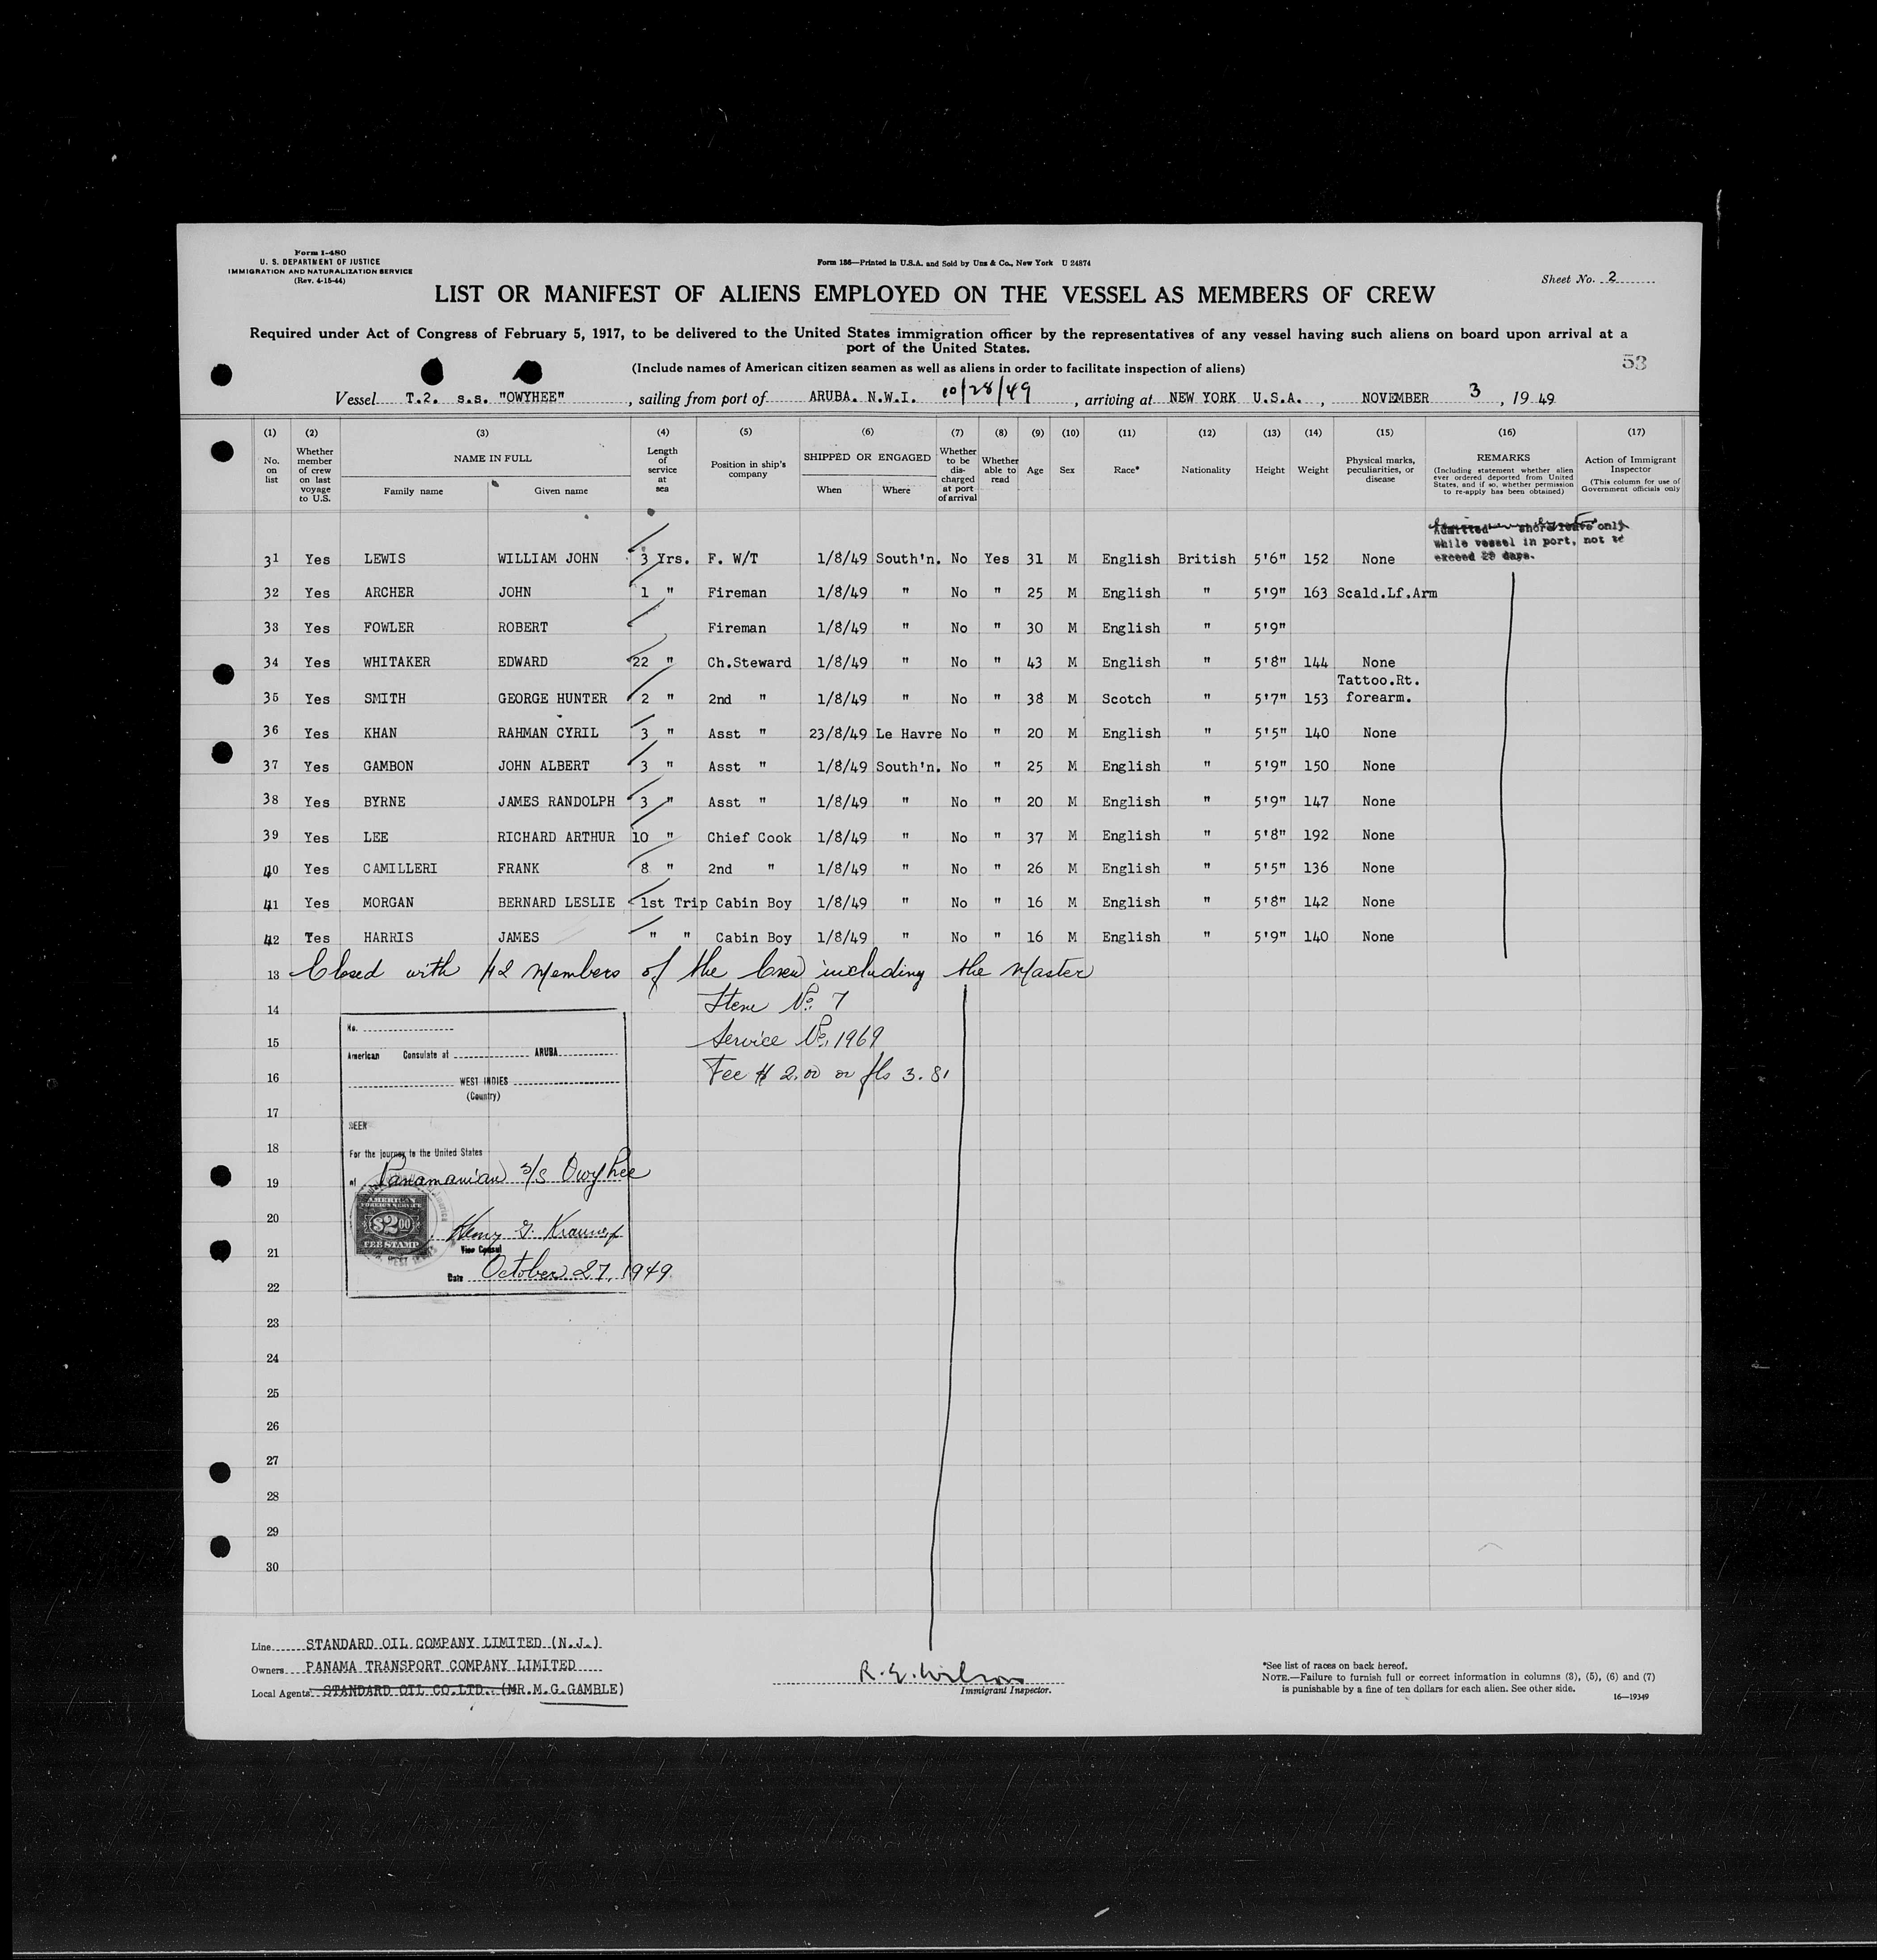 Form I-480
U. S. DEPARTMENT OF JUSTICE
IMMIGRATION AND NATURALIZATION SERVICE
(Rev. 4-15-44)
Form 186—Printed in U.S.A. and Sold by Unz & Co., New York U 24874
Sheet No. 2
LIST OR MANIFEST OF ALIENS EMPLOYED ON THE VESSEL AS MEMBERS OF CREW
Required under Act of Congress of February 5, 1917, to be delivered to the United States immigration officer by the representatives of any vessel having such aliens on board upon arrival at a
port of the United States.
53
(Include names of American citizen seamen as well as aliens in order to facilitate inspection of aliens)
Vessel T.2. s.s. "OWYHEE", sailing from port of ARUBA. N.W.I. 10/28/49, arriving at NEW YORK U.S.A., NOVEMBER 3, 1949
(1) (2) (3) (4) (5) (6) (7) (8) (9) (10) (11) (12) (13) (14) (15) (16) (17)
No. on list
Whether member of crew on last voyage to U.S.
NAME IN FULL
Family name
Given name
Length of service at sea
Position in ship's company
SHIPPED OR ENGAGED
When
Where
Whether to be discharged at port of arrival
Whether able to read
Age
Sex
Race*
Nationality
Height
Weight
Physical marks, peculiarities, or disease
REMARKS
(Including statement whether alien ever ordered deported from United States, and if so, whether permission to re-apply has been obtained)
Action of Immigrant Inspector
(This column for use of Government officials only
Admitted shore leave only
while vessel in port, not to
exceed 29 days.
31 Yes LEWIS WILLIAM JOHN 3 Yrs. F. W/T 1/8/49 South'n. No Yes 31 M English British 5'6" 152 None
32 Yes ARCHER JOHN 1 " Fireman 1/8/49 " No " 25 M English " 5'9" 163 Scald.Lf.Arm
33 Yes FOWLER ROBERT Fireman 1/8/49 " No " 30 M English " 5'9"
34 Yes WHITAKER EDWARD 22 " Ch.Steward 1/8/49 " No " 43 M English " 5'8" 144 None
35 Yes SMITH GEORGE HUNTER 2 " 2nd " 1/8/49 " No " 38 M Scotch " 5'7" 153 Tattoo.Rt. forearm.
36 Yes KHAN RAHMAN CYRIL 3 " Asst " 23/8/49 Le Havre No " 20 M English " 5'5" 140 None
37 Yes GAMBON JOHN ALBERT 3 " Asst " 1/8/49 South'n. No " 25 M English " 5'9" 150 None
38 Yes BYRNE JAMES RANDOLPH 3 " Asst " 1/8/49 " No " 20 M English " 5'9" 147 None
39 Yes LEE RICHARD ARTHUR 10 " Chief Cook 1/8/49 " No " 37 M English " 5'8" 192 None
40 Yes CAMILLERI FRANK 8 " 2nd " 1/8/49 " No " 26 M English " 5'5" 136 None
41 Yes MORGAN BERNARD LESLIE 1st Trip Cabin Boy 1/8/49 " No " 16 M English " 5'8" 142 None
42 Yes HARRIS JAMES " " Cabin Boy 1/8/49 " No " 16 M English " 5'9" 140 None
13 Closed with 42 Members of the Crew including the Master
14 Item No. 7
15 Service No. 1969
16 Fee $ 2.00 or fls 3.81
17
18
19
20
21
22
23
24
25
26
27
28
29
30
No.
American Consulate at ARUBA
WEST INDIES
(Country)
SEEN
For the journey to the United States
of Panamanian s/s Owyhee
AMERICAN
FOREIGN SERVICE
$2.00
FEE STAMP
Vice Consul
Date October 27, 1949
Line STANDARD OIL COMPANY LIMITED (N.J.)
Owners PANAMA TRANSPORT COMPANY LIMITED
Local Agents STANDARD OIL CO.LTD. (MR.M.G.GAMBLE)
R. E. Wilson
Immigrant Inspector.
*See list of races on back hereof.
NOTE.—Failure to furnish full or correct information in columns (3), (5), (6) and (7)
is punishable by a fine of ten dollars for each alien. See other side.
16—19349